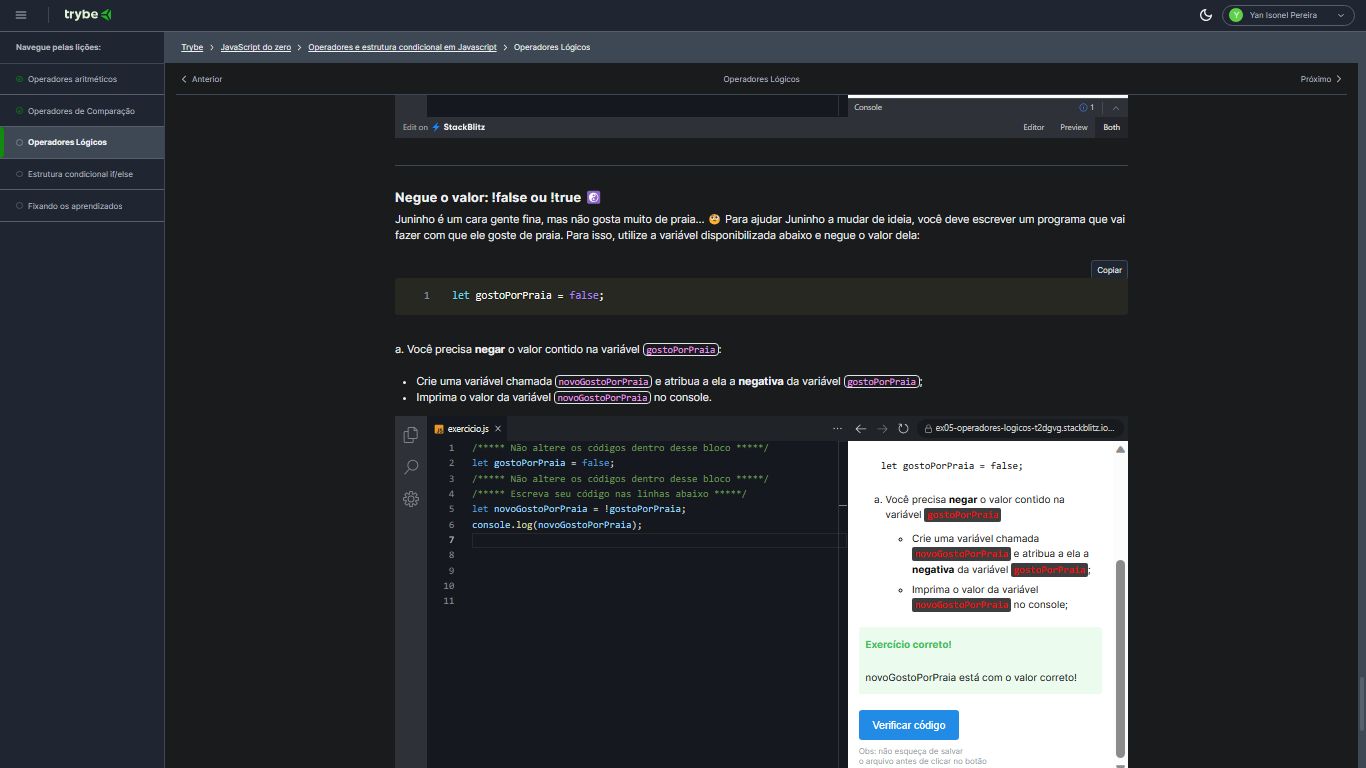 trybe
Y Yan Isonel Pereira
Navegue pelas lições:
Trybe > JavaScript do zero > Operadores e estrutura condicional em Javascript > Operadores Lógicos
Operadores aritméticos
Operadores de Comparação
Operadores Lógicos
Estrutura condicional if/else
Fixando os aprendizados
Anterior
Operadores Lógicos
Próximo
Console
1
Edit on StackBlitz
Editor Preview Both
Negue o valor: !false ou !true
Juninho é um cara gente fina, mas não gosta muito de praia... Para ajudar Juninho a mudar de ideia, você deve escrever um programa que vai
fazer com que ele goste de praia. Para isso, utilize a variável disponibilizada abaixo e negue o valor dela:
Copiar
1 let gostoPorPraia = false;
a. Você precisa negar o valor contido na variável gostoPorPraia:
• Crie uma variável chamada novoGostoPorPraia e atribua a ela a negativa da variável gostoPorPraia;
• Imprima o valor da variável novoGostoPorPraia no console.
JS exercicio.js ×
1 /***** Não altere os códigos dentro desse bloco *****/
2 let gostoPorPraia = false;
3 /***** Não altere os códigos dentro desse bloco *****/
4 /***** Escreva seu código nas linhas abaixo *****/
5 let novoGostoPorPraia = !gostoPorPraia;
6 console.log(novoGostoPorPraia);
7
8
9
10
11
ex05-operadores-logicos-t2dgvg.stackblitz.io...
let gostoPorPraia = false;
a. Você precisa negar o valor contido na
variável gostoPorPraia
Crie uma variável chamada
novoGostoPorPraia e atribua a ela a
negativa da variável gostoPorPraia;
Imprima o valor da variável
novoGostoPorPraia no console;
Exercício correto!
novoGostoPorPraia está com o valor correto!
Verificar código
Obs: não esqueça de salvar
o arquivo antes de clicar no botão